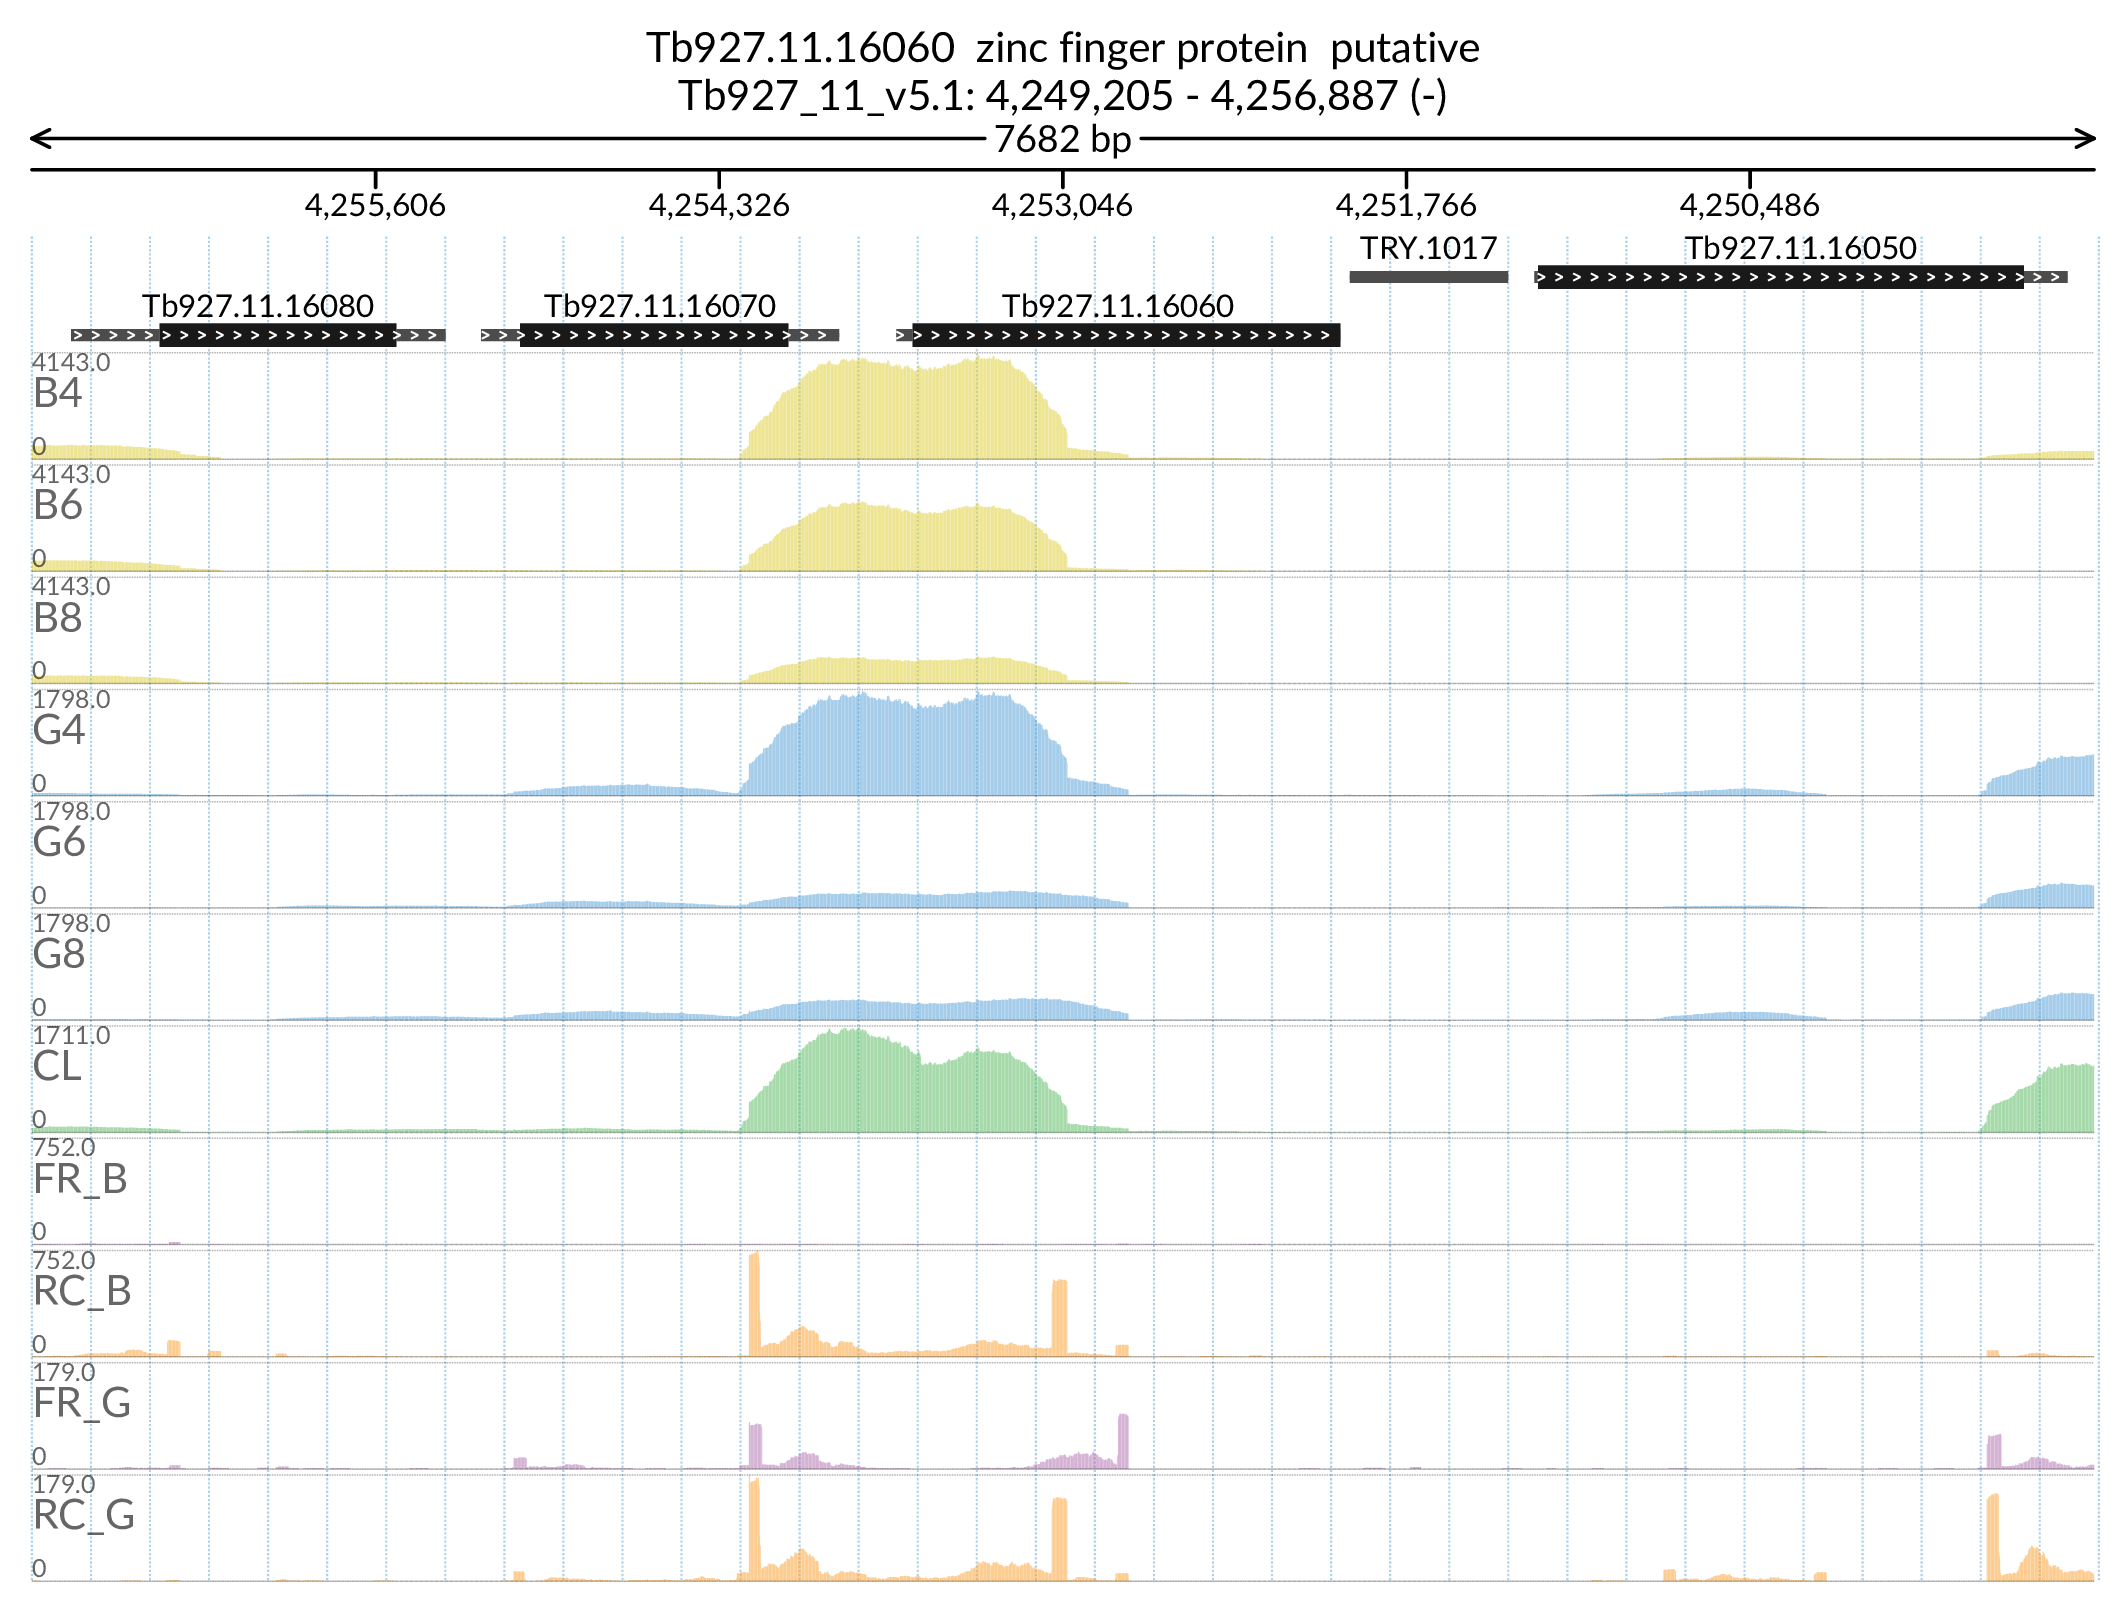 Tb927.11.16060 zinc finger protein putative
Tb927_11_v5.1: 4,249,205 - 4,256,887 (-)
7682 bp
4,255,606 4,254,326 4,253,046 4,251,766 4,250,486
TRY.1017 Tb927.11.16050
Tb927.11.16080 Tb927.11.16070 Tb927.11.16060
4143.0
B4
0
4143.0
B6
0
4143.0
B8
0
1798.0
G4
0
1798.0
G6
0
1798.0
G8
0
1711.0
CL
0
752.0
FR_B
0
752.0
RC_B
0
179.0
FR_G
0
179.0
RC_G
0